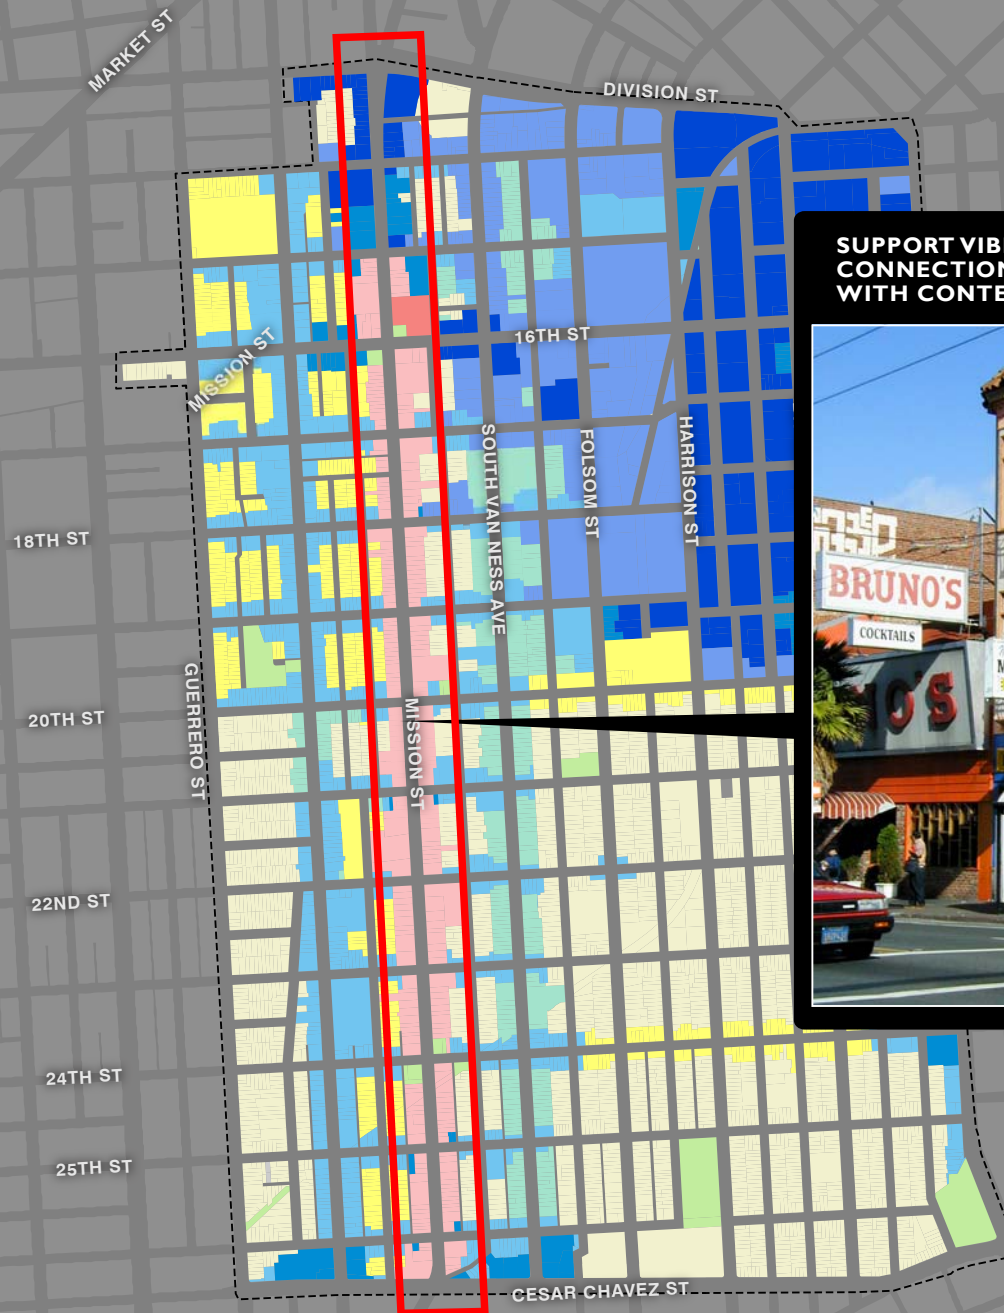 MARKET ST
DIVISION ST
SUPPORT VIB
CONNECTION
WITH CONTE
16TH ST
MISSION ST
SOUTH VAN NESS AVE
FOLSOM ST
HARRISON ST
18TH ST
BRUNO'S
COCKTAILS
NO'S
GUERRERO ST
20TH ST
MISSION ST
22ND ST
24TH ST
25TH ST
CESAR CHAVEZ ST